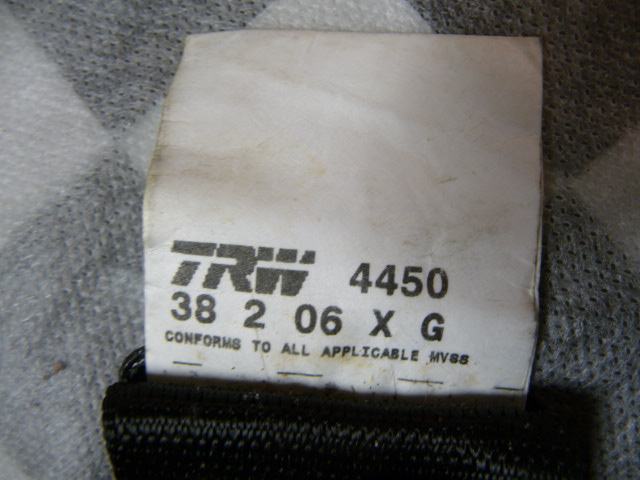 TRW 4450
38 2 06 X G
CONFORMS TO ALL APPLICABLE MVSS